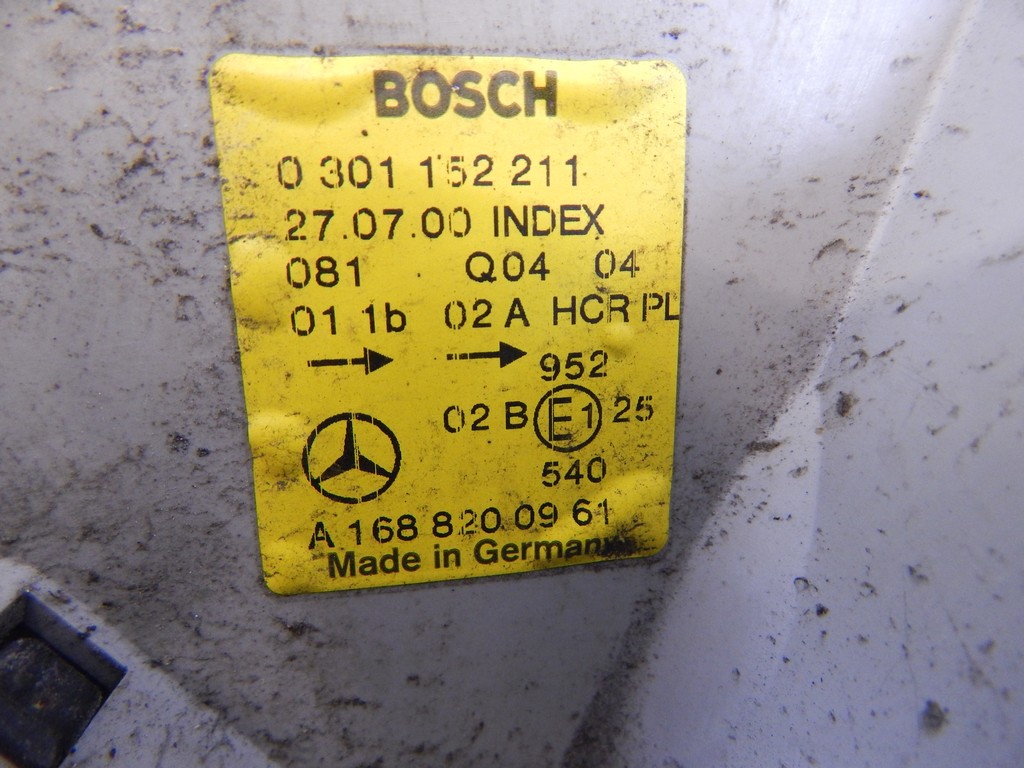 BOSCH
0 301 152 211
27.07.00 INDEX
081 Q04 04
01 1b 02 A HCR PL
952
02 B E1 25
540
A 168 820 09 61
Made in Germany